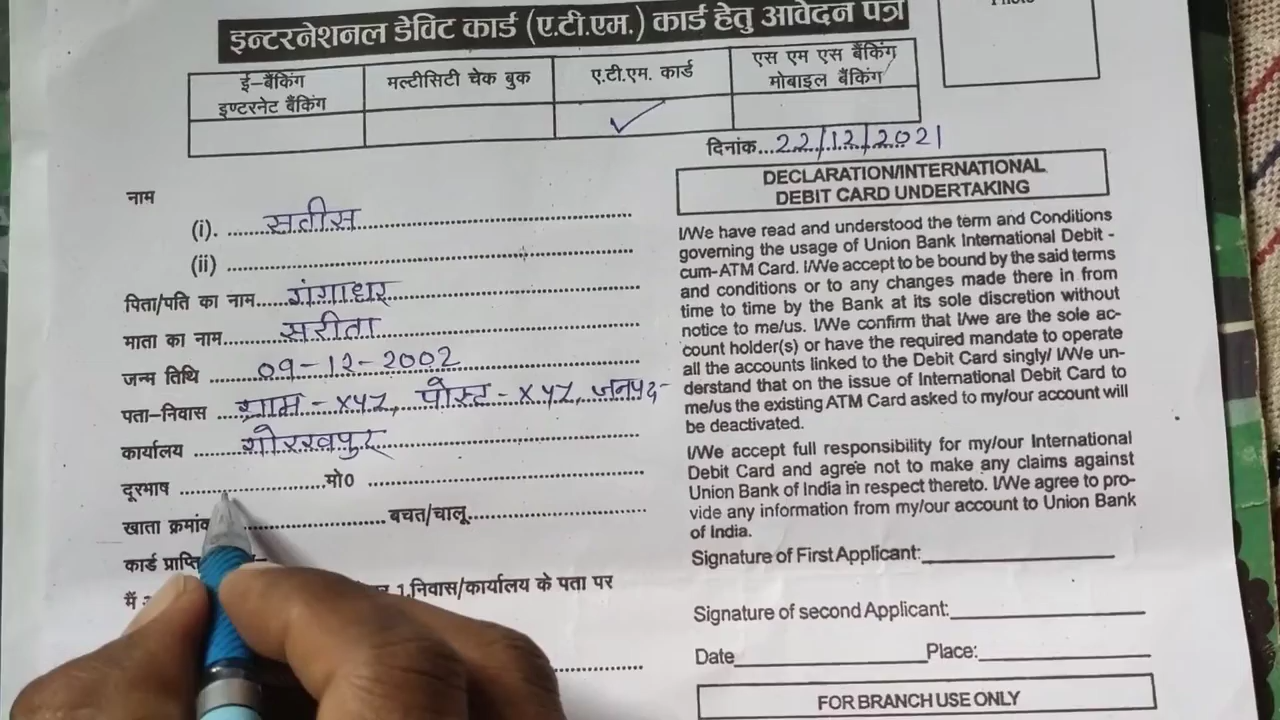 Photo
इन्टरनेशनल डेविट कार्ड (ए.टी.एम.) कार्ड हेतु आवेदन पत्र
ई–बैंकिंग इण्टरनेट बैंकिंग
मल्टीसिटी चेक बुक
ए.टी.एम. कार्ड
एस एम एस बैंकिंग मोबाइल बैंकिंग
✓
दिनांक...22/12/2021
नाम
(i). सतीस
(ii)
पिता/पति का नाम....गंगाधर
माता का नाम....सरीता
जन्म तिथि 09-12-2002
पता–निवास ग्राम - XYZ, पोस्ट - XYZ, जनपद-
कार्यालय गोरखपुर
दूरभाष ..........मो0 ..........
खाता .......... बचत/चालू..........
कार्ड
मैं 1.निवास/कार्यालय के पता पर
DECLARATION/INTERNATIONAL
DEBIT CARD UNDERTAKING
I/We have read and understood the term and Conditions
governing the usage of Union Bank International Debit -
cum-ATM Card. I/We accept to be bound by the said terms
and conditions or to any changes made there in from
time to time by the Bank at its sole discretion without
notice to me/us. I/We confirm that I/we are the sole ac-
count holder(s) or have the required mandate to operate
all the accounts linked to the Debit Card singly/ I/We un-
derstand that on the issue of International Debit Card to
me/us the existing ATM Card asked to my/our account will
be deactivated.
I/We accept full responsibility for my/our International
Debit Card and agree not to make any claims against
Union Bank of India in respect thereto. I/We agree to pro-
vide any information from my/our account to Union Bank
of India.
Signature of First Applicant:
Signature of second Applicant:
Date Place:
FOR BRANCH USE ONLY